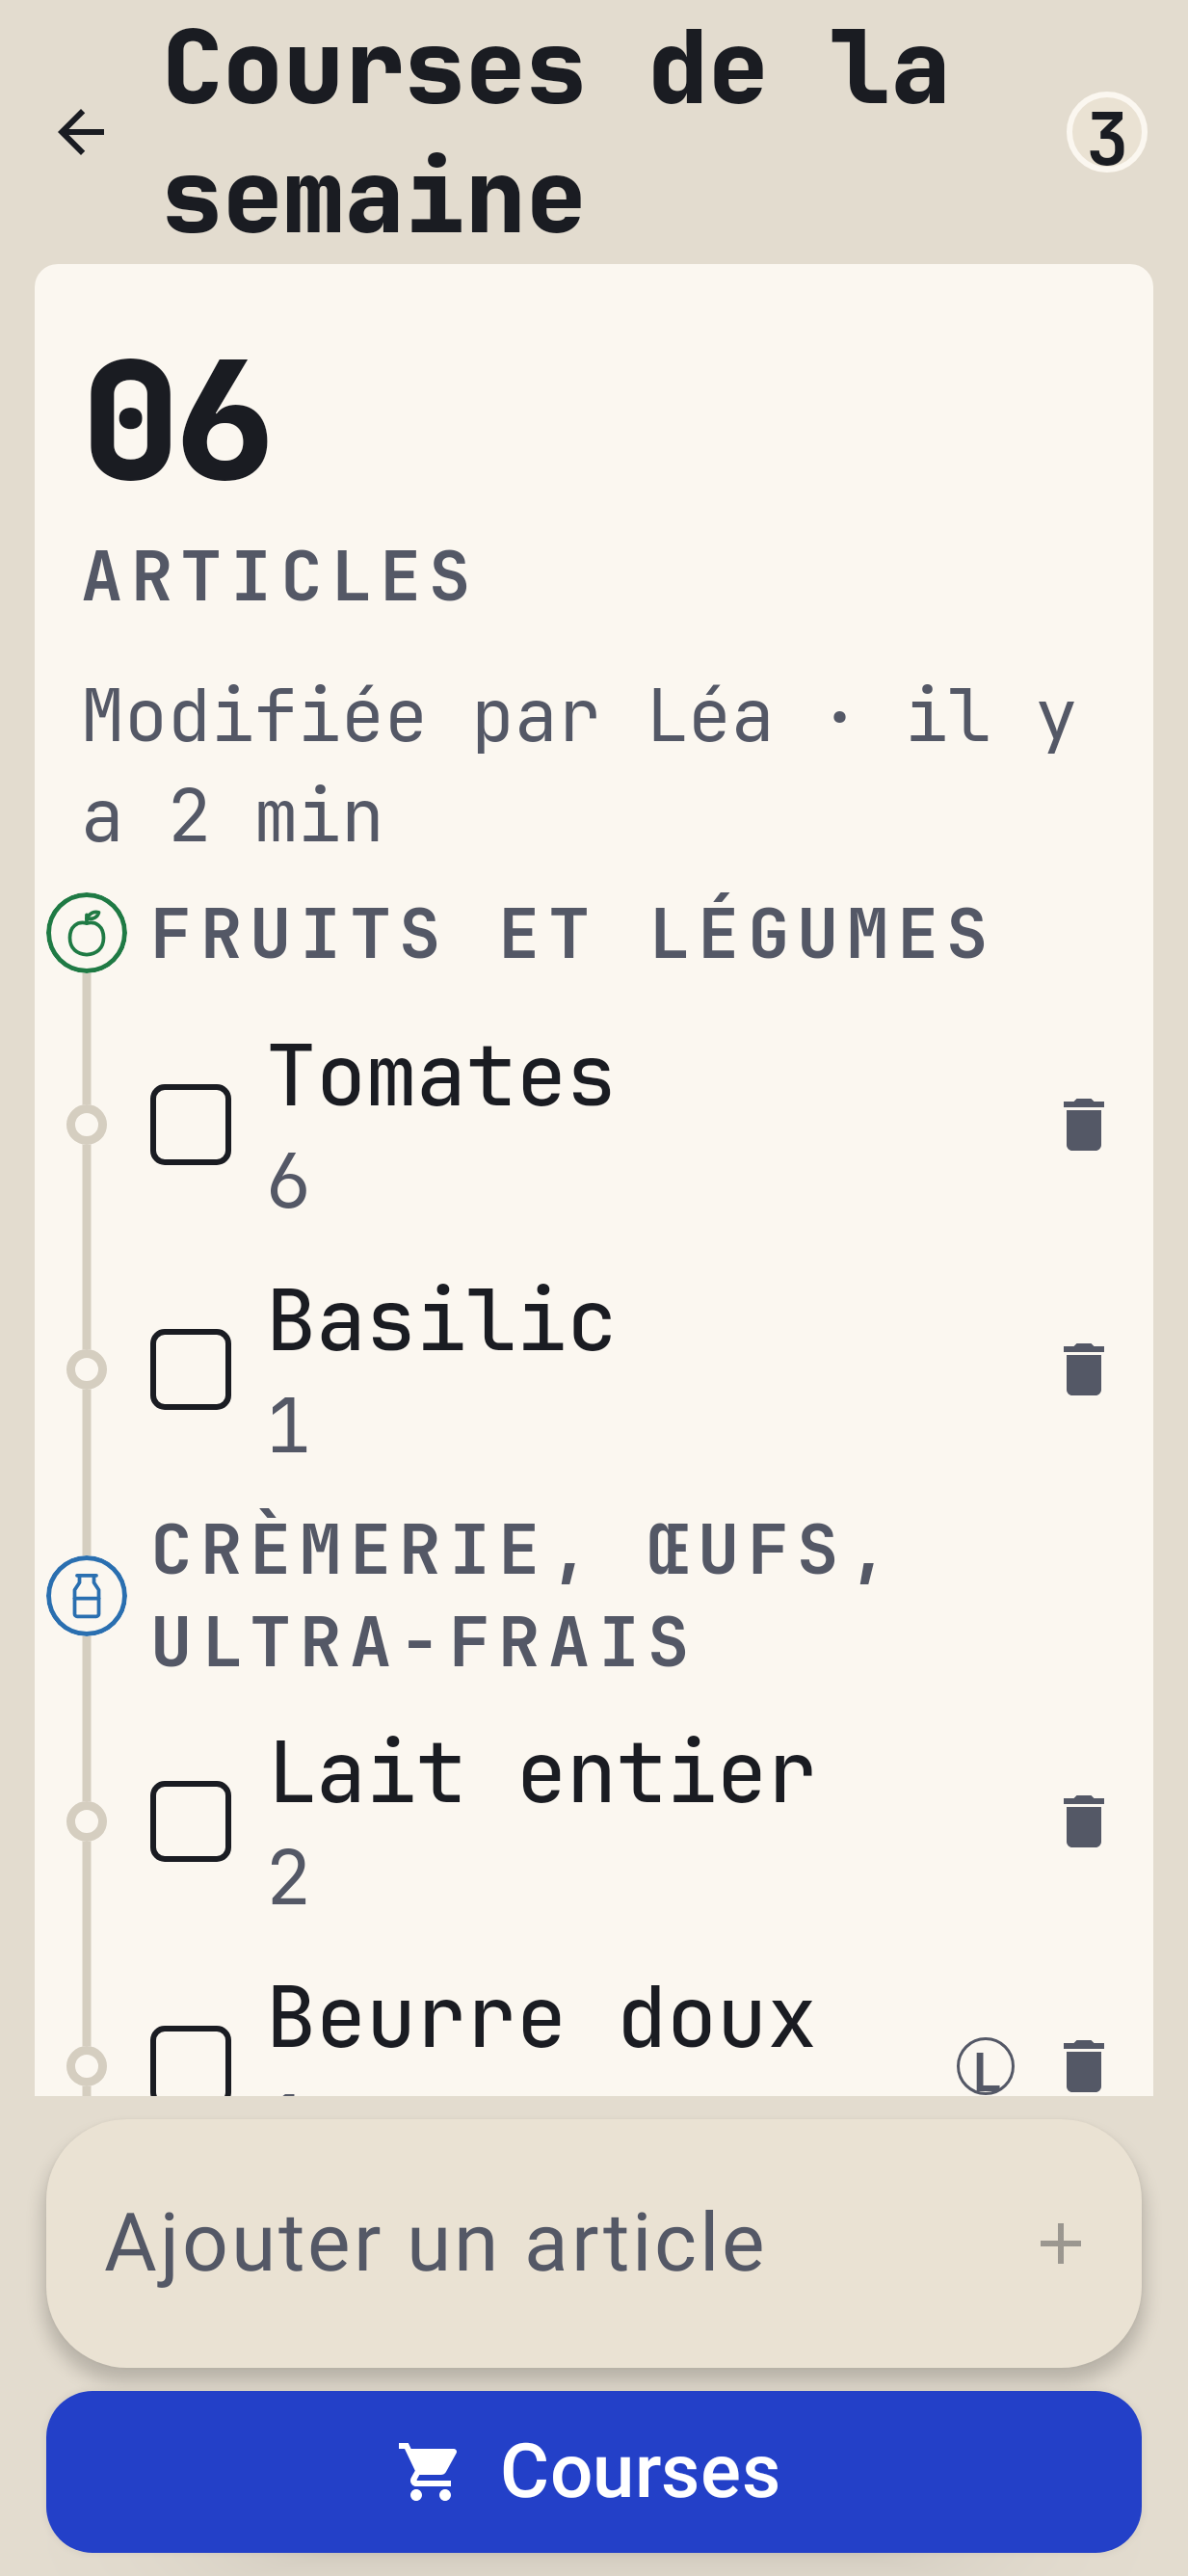 Courses de la
semaine
3
06
ARTICLES
Modifiée par Léa · il y
a 2 min
FRUITS ET LÉGUMES
Tomates
6
Basilic
1
CRÈMERIE, ŒUFS,
ULTRA-FRAIS
Lait entier
2
Beurre doux
L
Ajouter un article
Courses